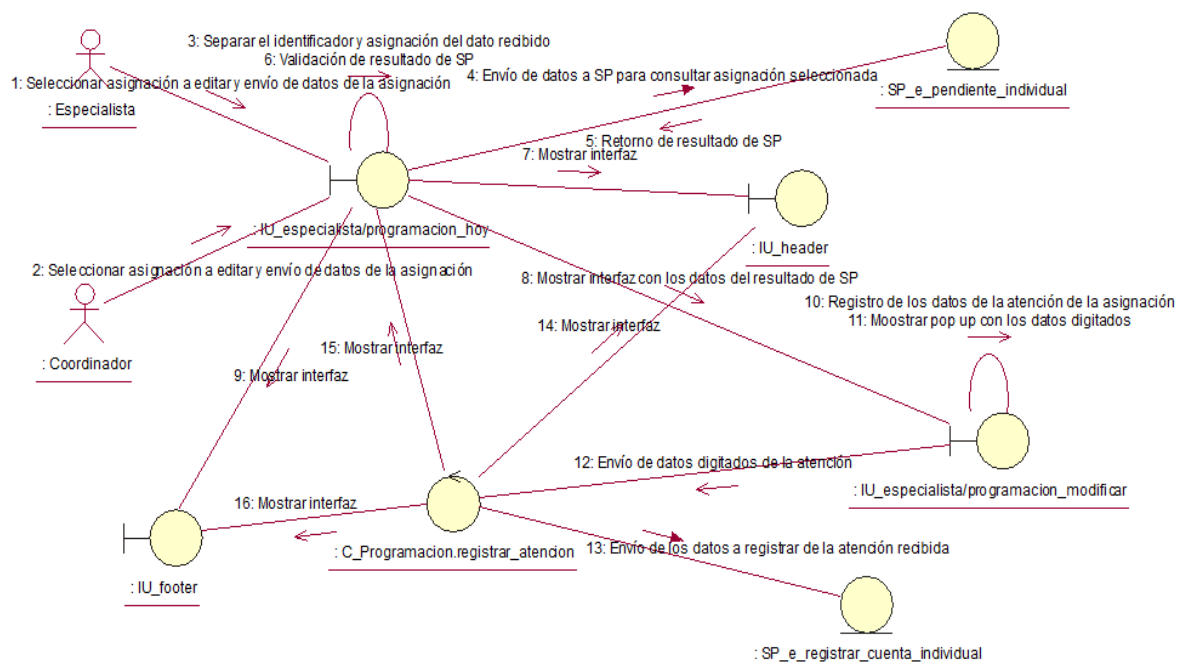 3: Separar el identificador y asignación del dato recibido
6: Validación de resultado de SP
4: Envío de datos a SP para consultar asignación seleccionada
1: Seleccionar asignación a editar y envío de datos de la asignación
: Especialista
: SP_e_pendiente_individual
5: Retorno de resultado de SP
7: Mostrar interfaz
: IU_especialista/programacion_hoy
: IU_header
2: Seleccionar asignación a editar y envío de datos de la asignación
8: Mostrar interfaz con los datos del resultado de SP
10: Registro de los datos de la atención de la asignación
11: Moostrar pop up con los datos digitados
14: Mostrar interfaz
15: Mostrar interfaz
: Coordinador
9: Mostrar interfaz
12: Envío de datos digitados de la atención
: IU_especialista/programacion_modificar
16: Mostrar interfaz
: C_Programacion.registrar_atencion
13: Envío de los datos a registrar de la atención recibida
: IU_footer
: SP_e_registrar_cuenta_individual